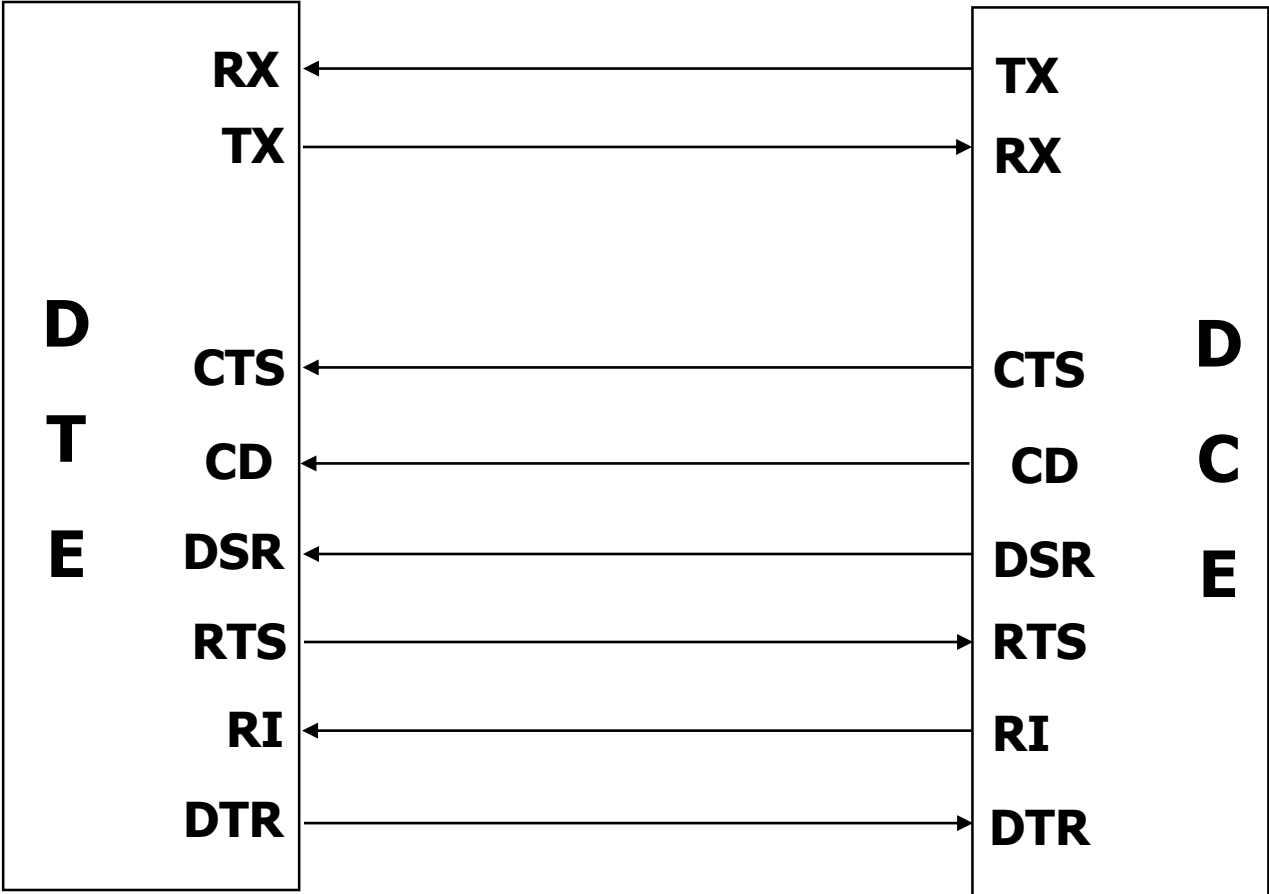 RX TX
TX RX
CTS CTS
CD CD
DSR DSR
RTS RTS
RI RI
DTR DTR
D
T
E
D
C
E